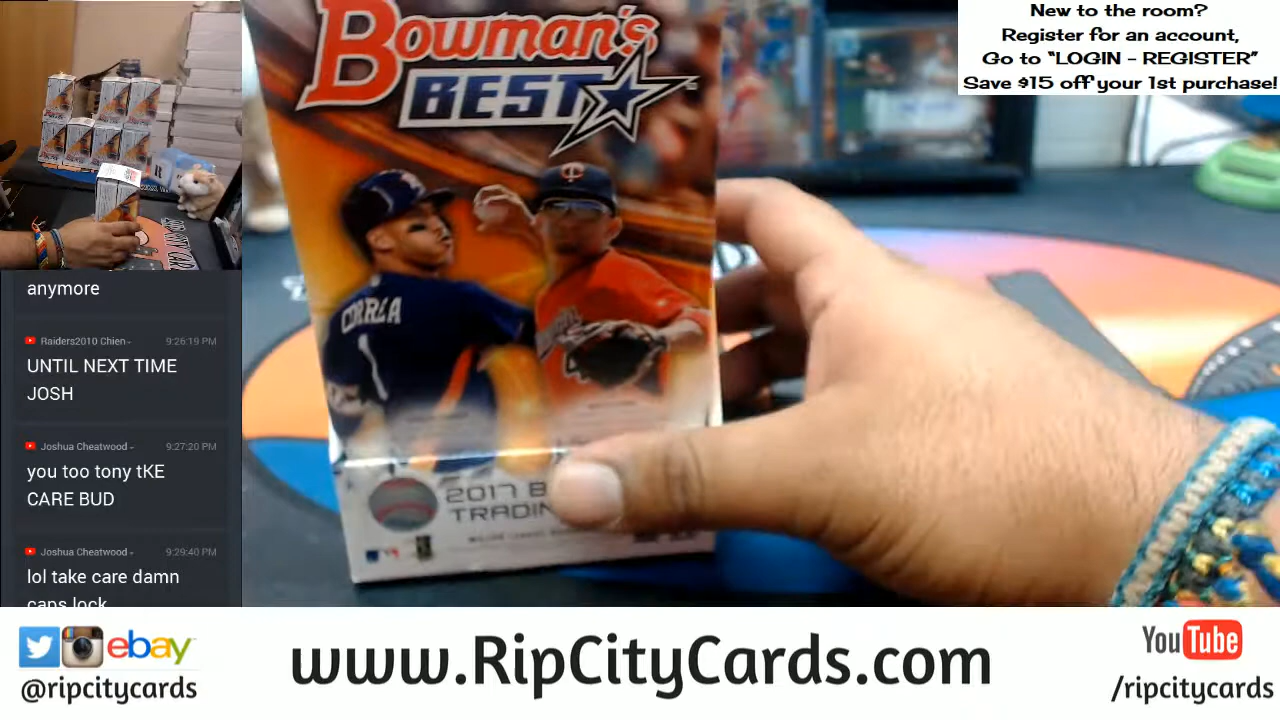 New to the room?
Register for an account,
Go to "LOGIN - REGISTER"
Save $15 off your 1st purchase!
BOWMAN'S
BEST
CORREA
1
2017 B
TRADIN
anymore
Raiders2010 Chien
9:26:19 PM
UNTIL NEXT TIME
JOSH
Joshua Cheatwood
9:27:20 PM
you too tony tKE
CARE BUD
Joshua Cheatwood
9:29:40 PM
lol take care damn
caps lock
ebay
@ripcitycards
www.RipCityCards.com
YouTube
/ripcitycards